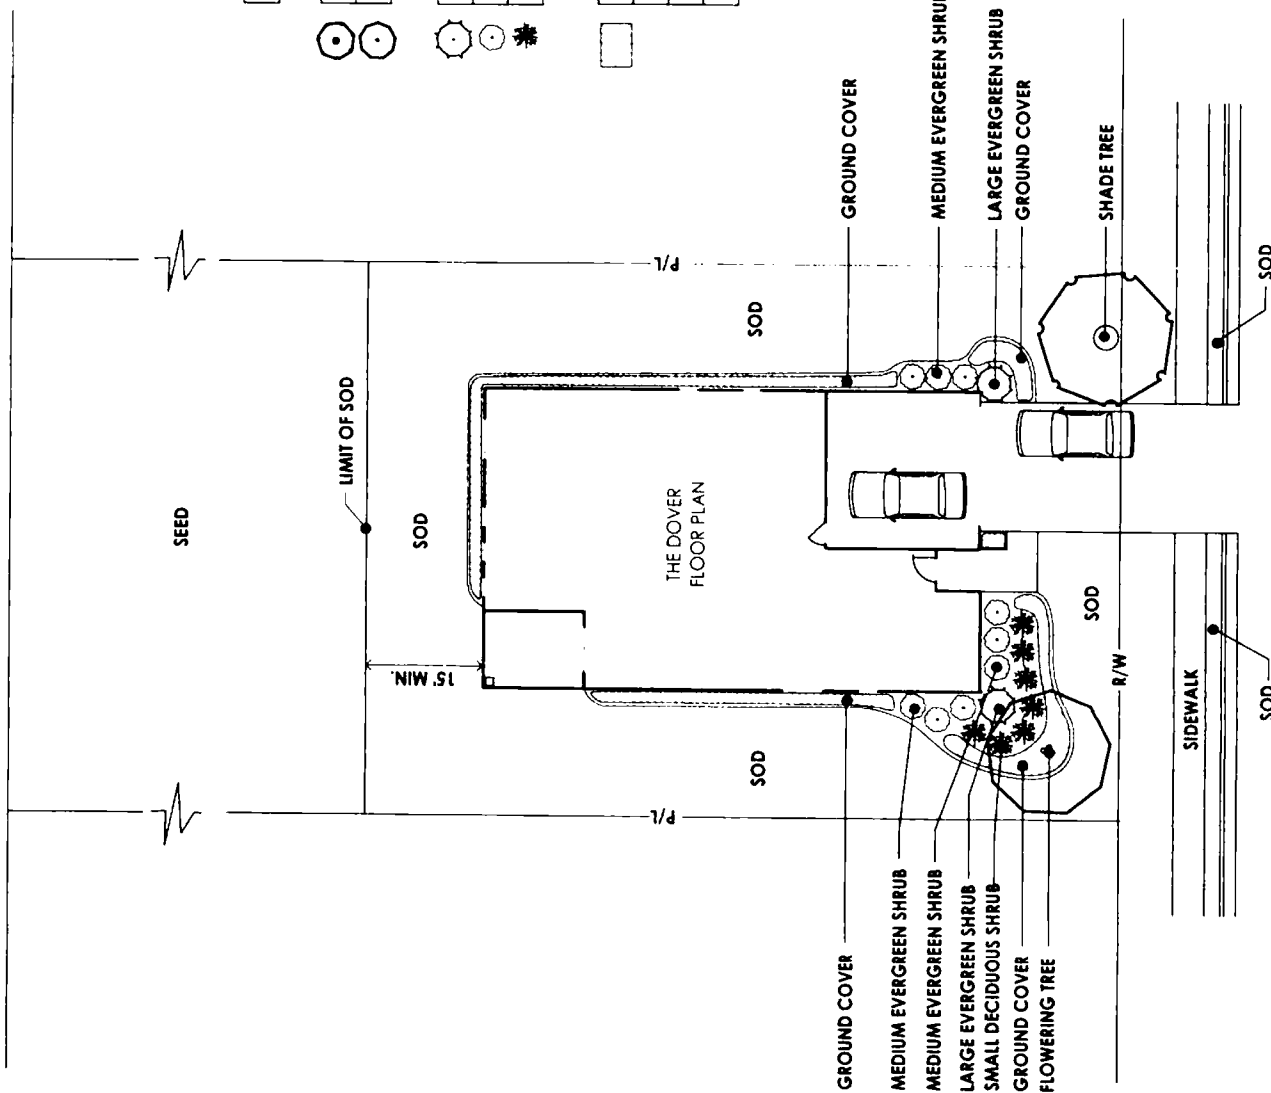 SEED
LIMIT OF SOD
SOD
15' MIN.
P/L
P/L
SOD
SOD
THE DOVER
FLOOR PLAN
GROUND COVER
MEDIUM EVERGREEN SHRUB
LARGE EVERGREEN SHRUB
GROUND COVER
SHADE TREE
SOD
GROUND COVER
MEDIUM EVERGREEN SHRUB
MEDIUM EVERGREEN SHRUB
LARGE EVERGREEN SHRUB
SMALL DECIDUOUS SHRUB
GROUND COVER
FLOWERING TREE
SOD
R/W
SIDEWALK
SOD